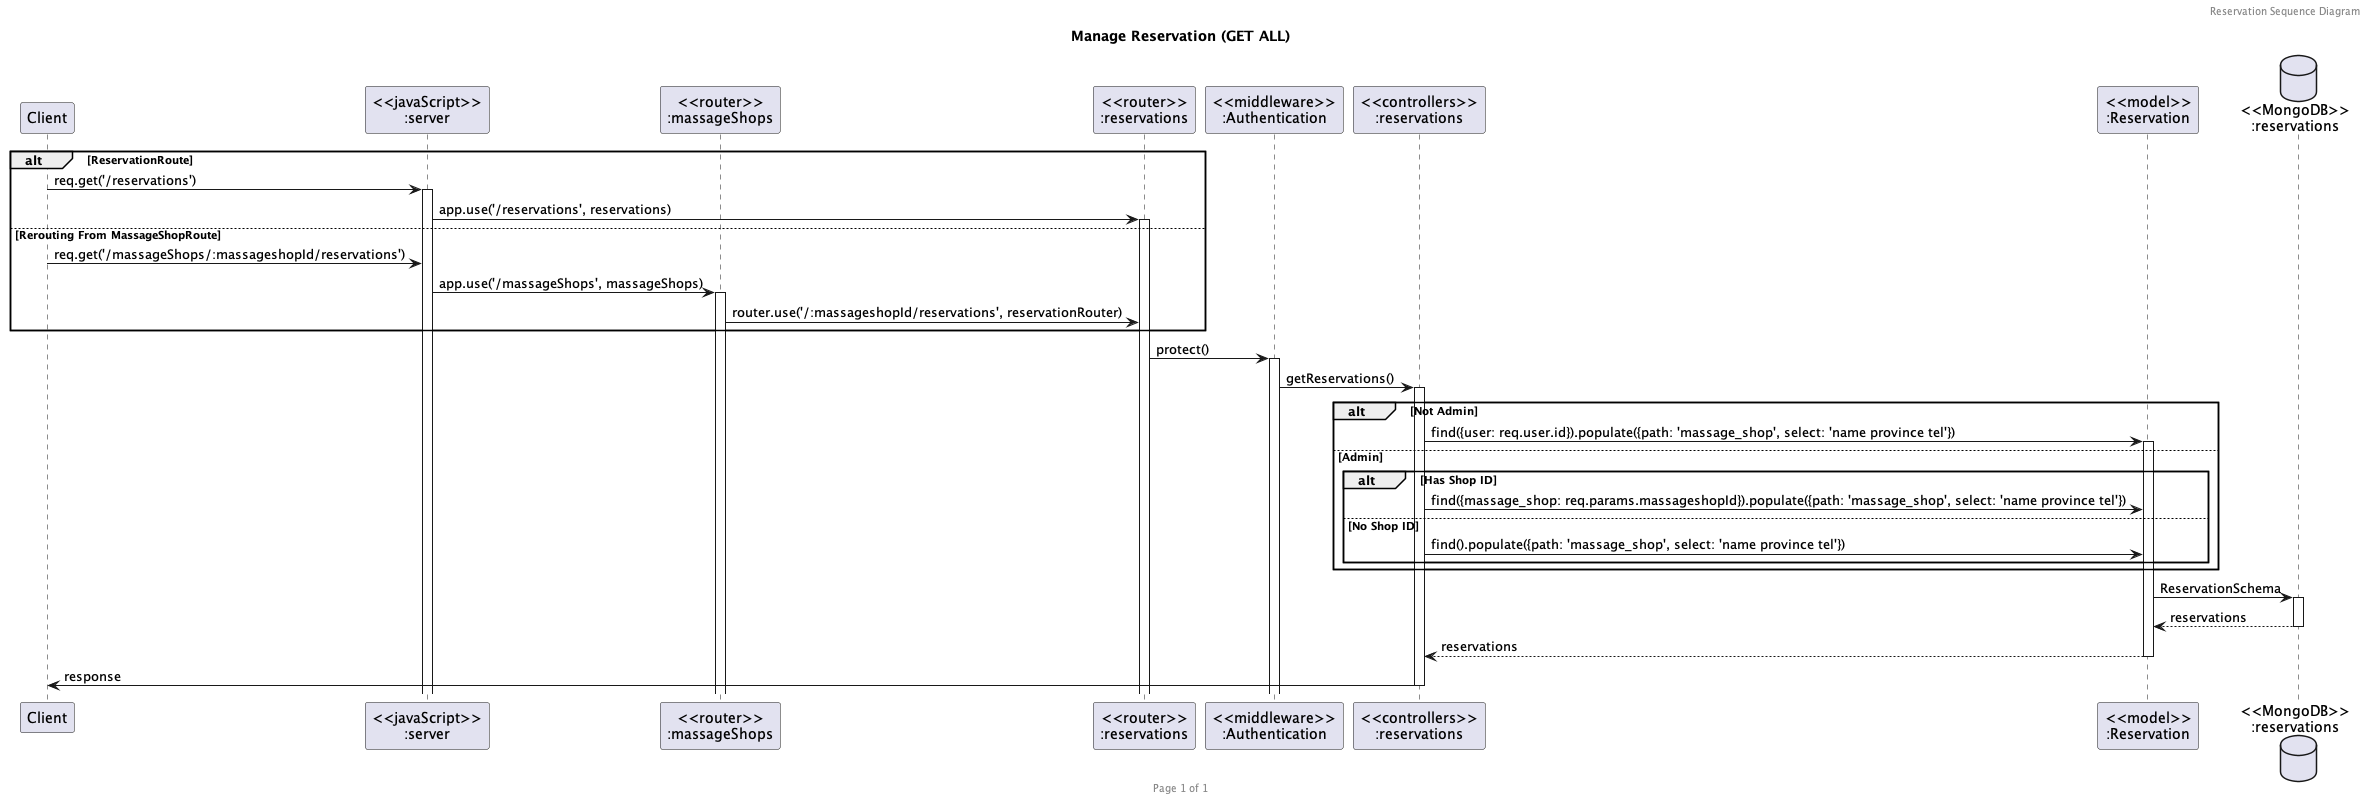 Reservation Sequence Diagram
Manage Reservation (GET ALL)
Client
<<javaScript>>
:server
<<router>>
:massageShops
<<router>>
:reservations
<<middleware>>
:Authentication
<<controllers>>
:reservations
<<model>>
:Reservation
<<MongoDB>>
:reservations
alt [ReservationRoute]
req.get('/reservations')
app.use('/reservations', reservations)
[Rerouting From MassageShopRoute]
req.get('/massageShops/:massageshopId/reservations')
app.use('/massageShops', massageShops)
router.use('/:massageshopId/reservations', reservationRouter)
protect()
getReservations()
alt [Not Admin]
find({user: req.user.id}).populate({path: 'massage_shop', select: 'name province tel'})
[Admin]
alt [Has Shop ID]
find({massage_shop: req.params.massageshopId}).populate({path: 'massage_shop', select: 'name province tel'})
[No Shop ID]
find().populate({path: 'massage_shop', select: 'name province tel'})
ReservationSchema
reservations
reservations
response
Client
<<javaScript>>
:server
<<router>>
:massageShops
<<router>>
:reservations
<<middleware>>
:Authentication
<<controllers>>
:reservations
<<model>>
:Reservation
<<MongoDB>>
:reservations
Page 1 of 1